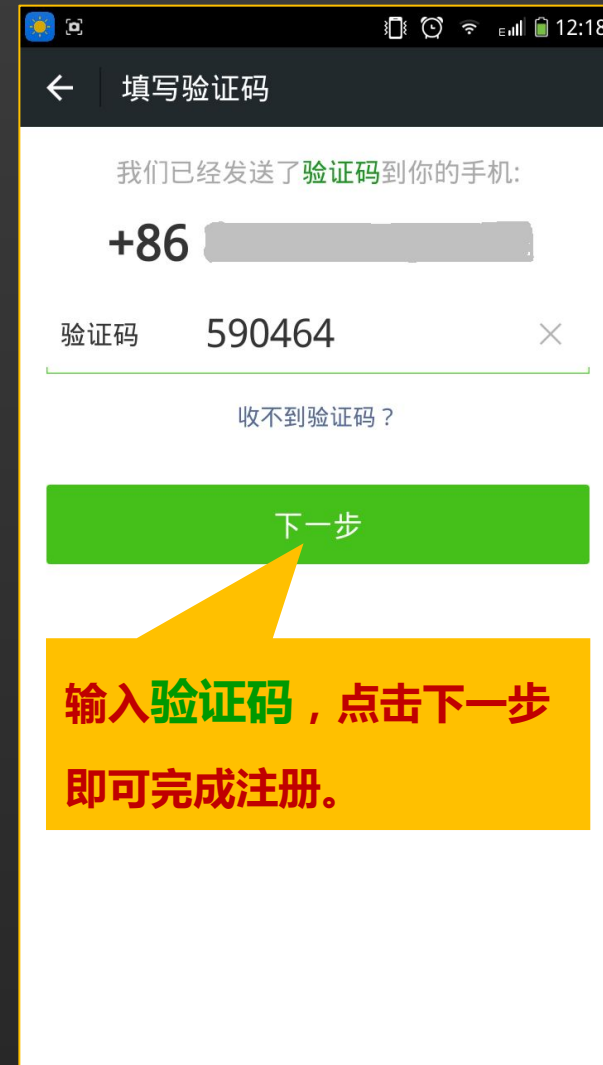 E 12:18
填写验证码
我们已经发送了验证码到你的手机:
+86
验证码 590464
收不到验证码？
下一步
输入验证码，点击下一步
即可完成注册。